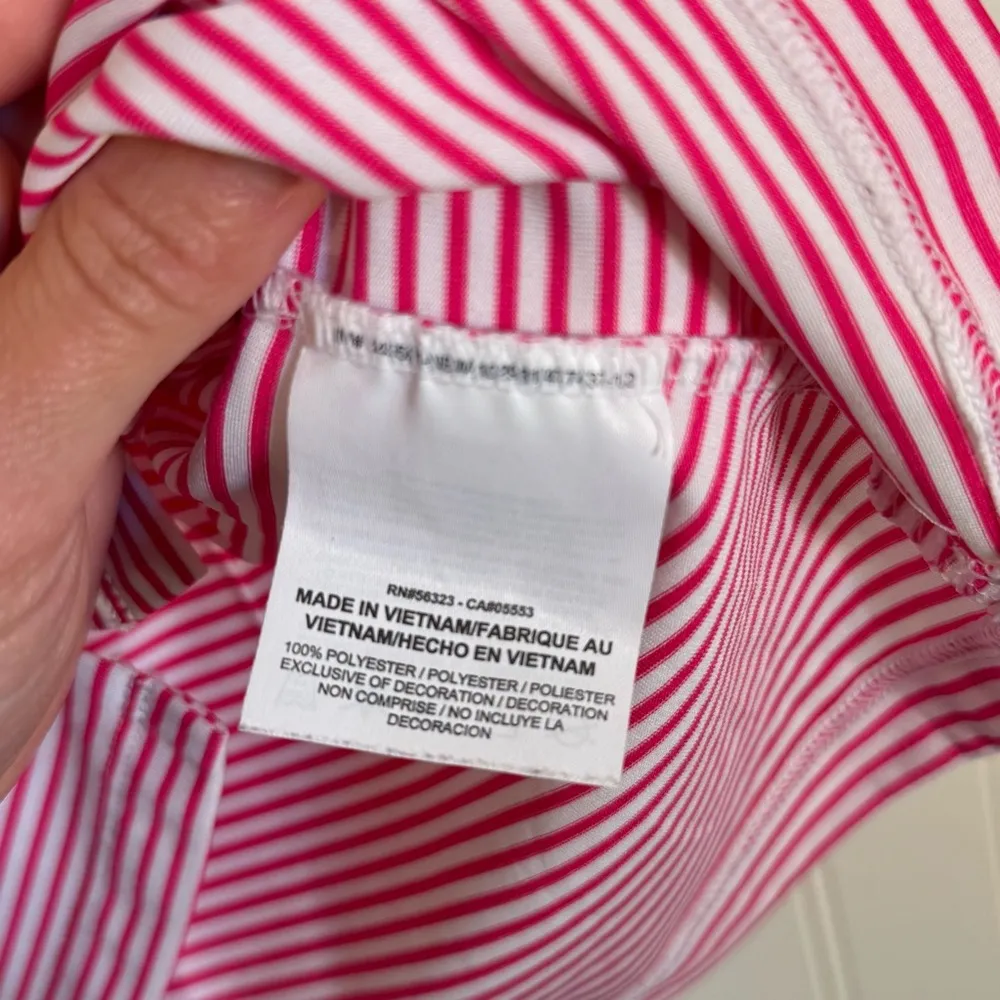 RN#56323 - CA#05553
MADE IN VIETNAM/FABRIQUE AU
VIETNAM/HECHO EN VIETNAM
100% POLYESTER / POLYESTER / POLIESTER
EXCLUSIVE OF DECORATION / DECORATION
NON COMPRISE / NO INCLUYE LA
DECORACION